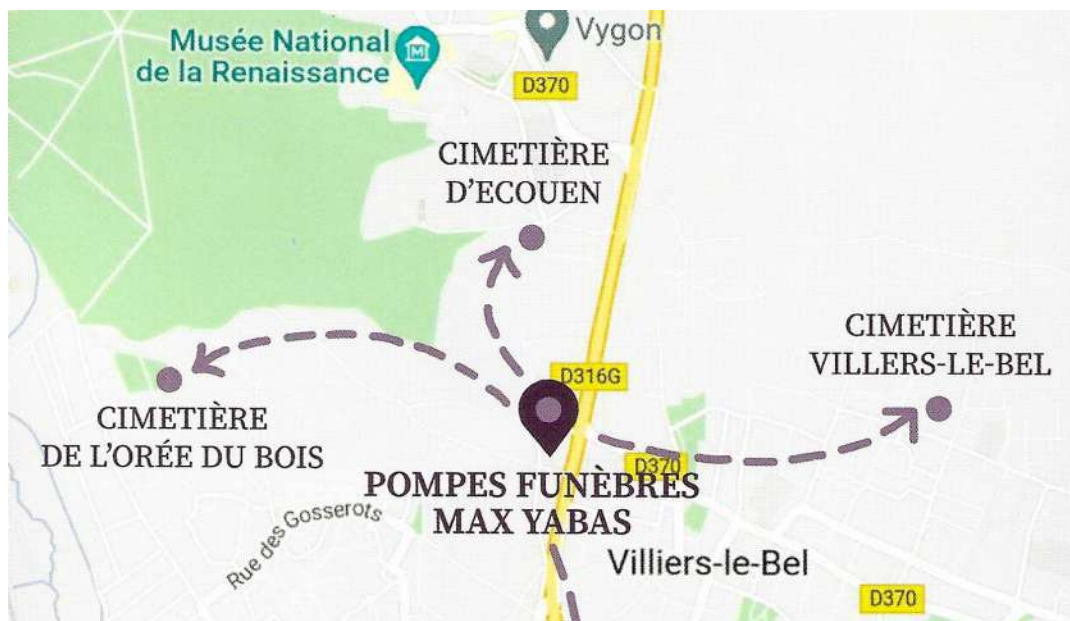 Musée National
de la Renaissance
Vygon
D370
CIMETIÈRE
D'ECOUEN
CIMETIÈRE
VILLERS-LE-BEL
D316G
CIMETIÈRE
DE L'ORÉE DU BOIS
D370
POMPES FUNÈBRES
MAX YABAS
Rue des Gosserots
Villiers-le-Bel
D370